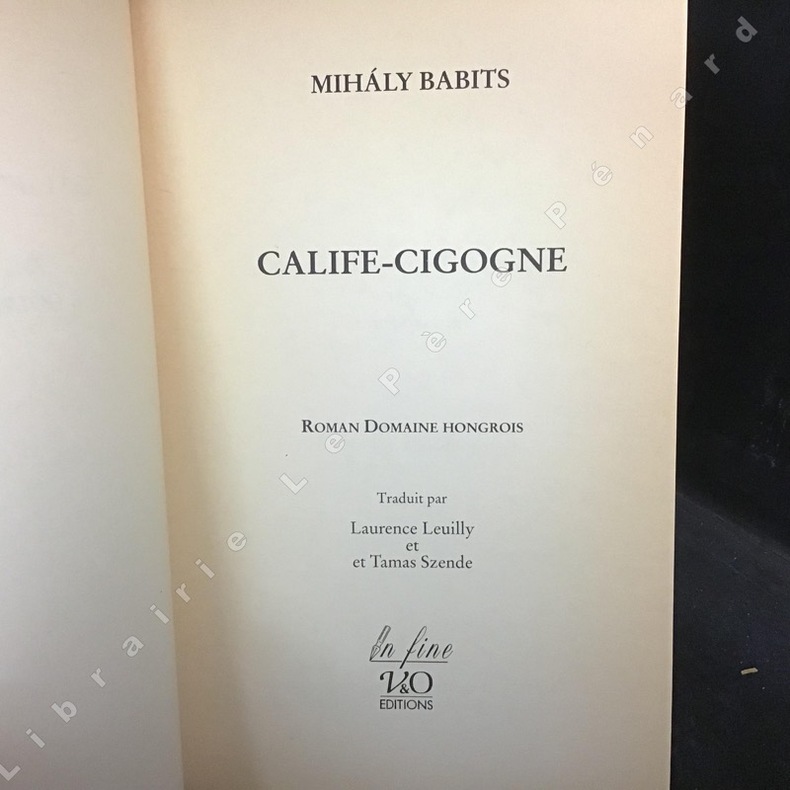 MIHÁLY BABITS
CALIFE-CIGOGNE
ROMAN DOMAINE HONGROIS
Traduit par
Laurence Leuilly
et
et Tamas Szende
In fine
V&O
EDITIONS
Librairie Le Père Pénard